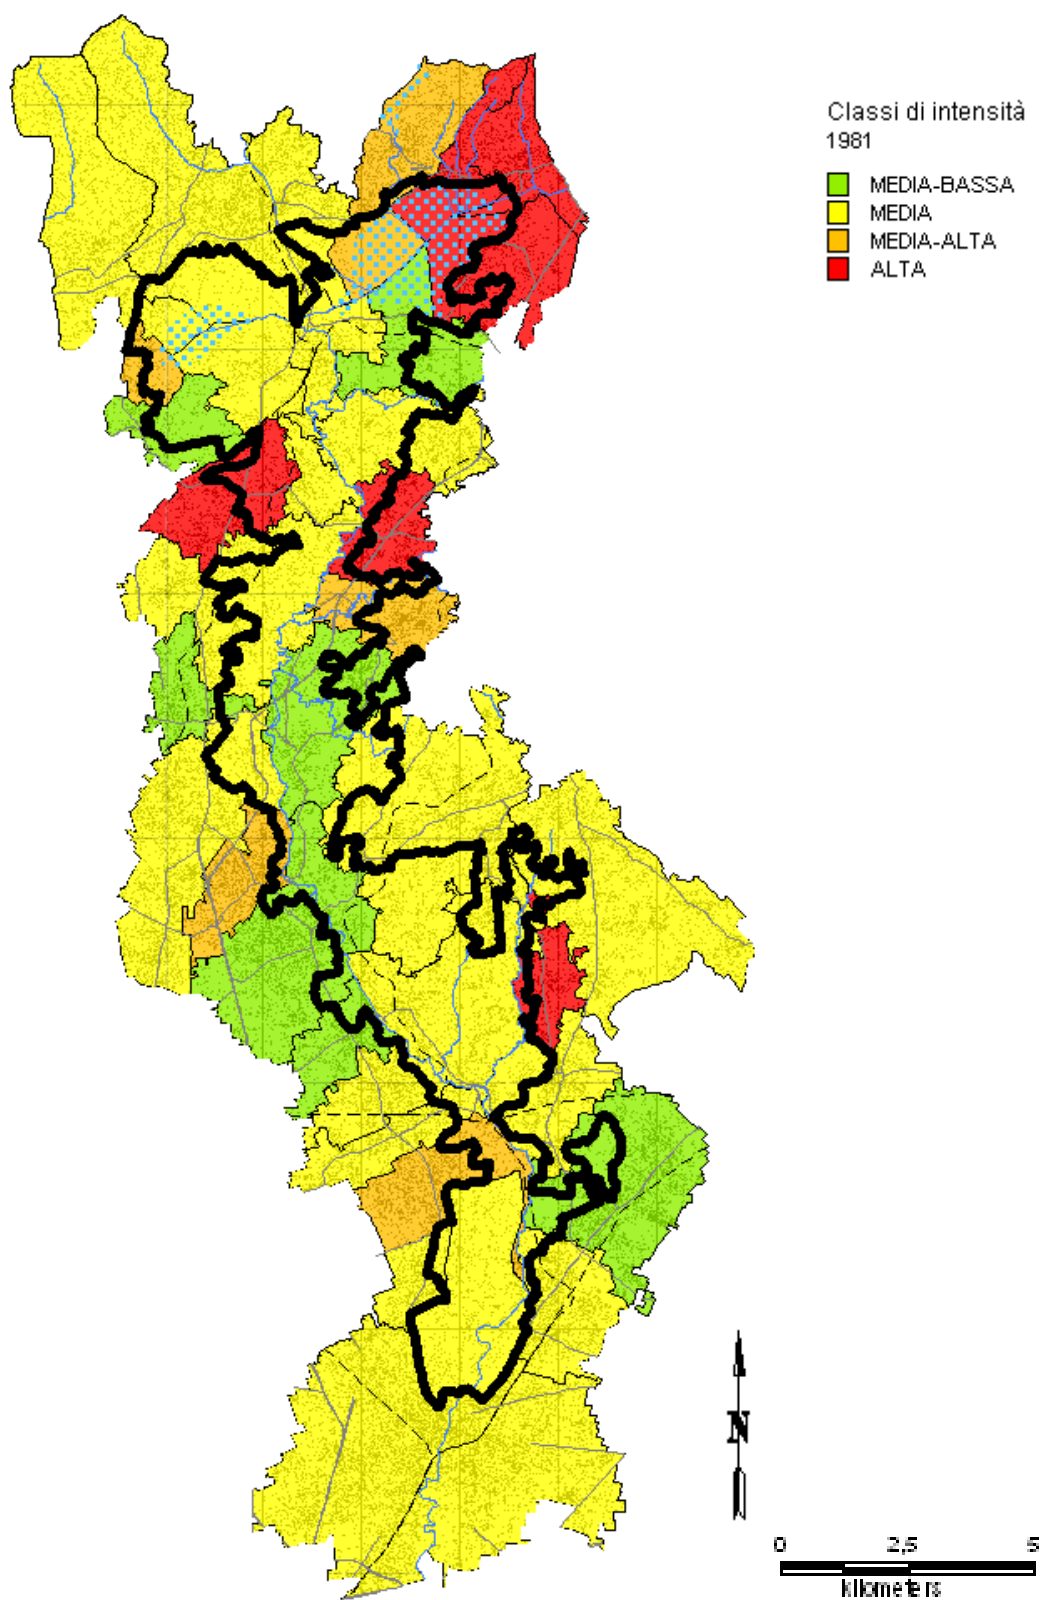 Classi di intensità
1981
MEDIA-BASSA
MEDIA
MEDIA-ALTA
ALTA
N
0 2,5 5
kilometers